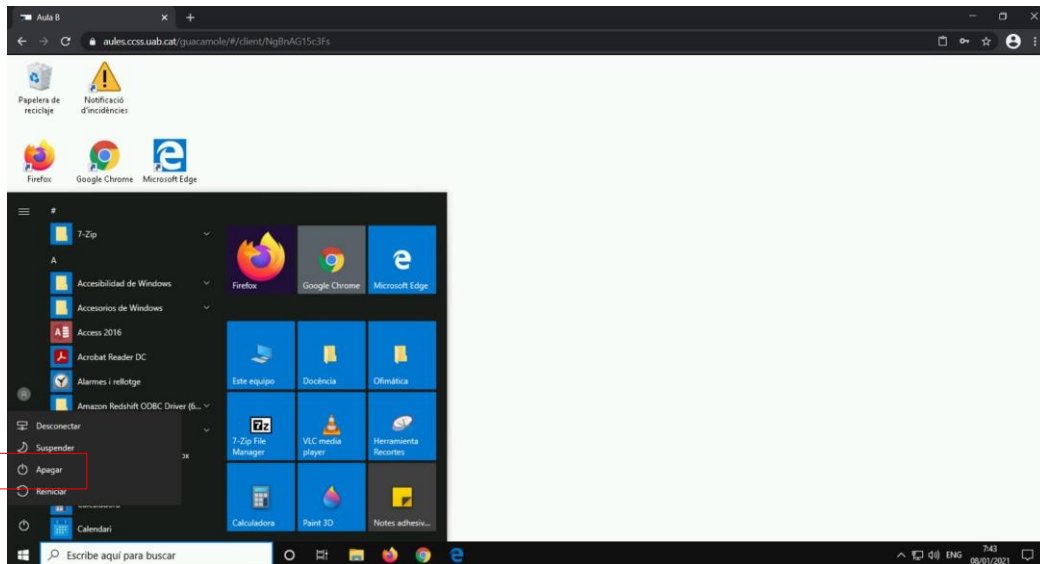 Aula B
aules.ccss.uab.cat/guacamole/#/client/NgBnAG15c3Fs
Papelera de
reciclaje
Notificació
d'incidències
Firefox
Google Chrome
Microsoft Edge
#
7-Zip
A
Accesibilidad de Windows
Accesorios de Windows
Access 2016
Acrobat Reader DC
Alarmes i rellotge
Amazon Redshift ODBC Driver (6...
Desconectar
Suspender
Apagar
Reiniciar
Calendari
Firefox
Google Chrome
Microsoft Edge
Este equipo
Docència
Ofimàtica
7-Zip File
Manager
VLC media
player
Herramienta
Recortes
Calculadora
Paint 3D
Notes adhesiv...
Escribe aquí para buscar
ENG
7:43
08/01/2021